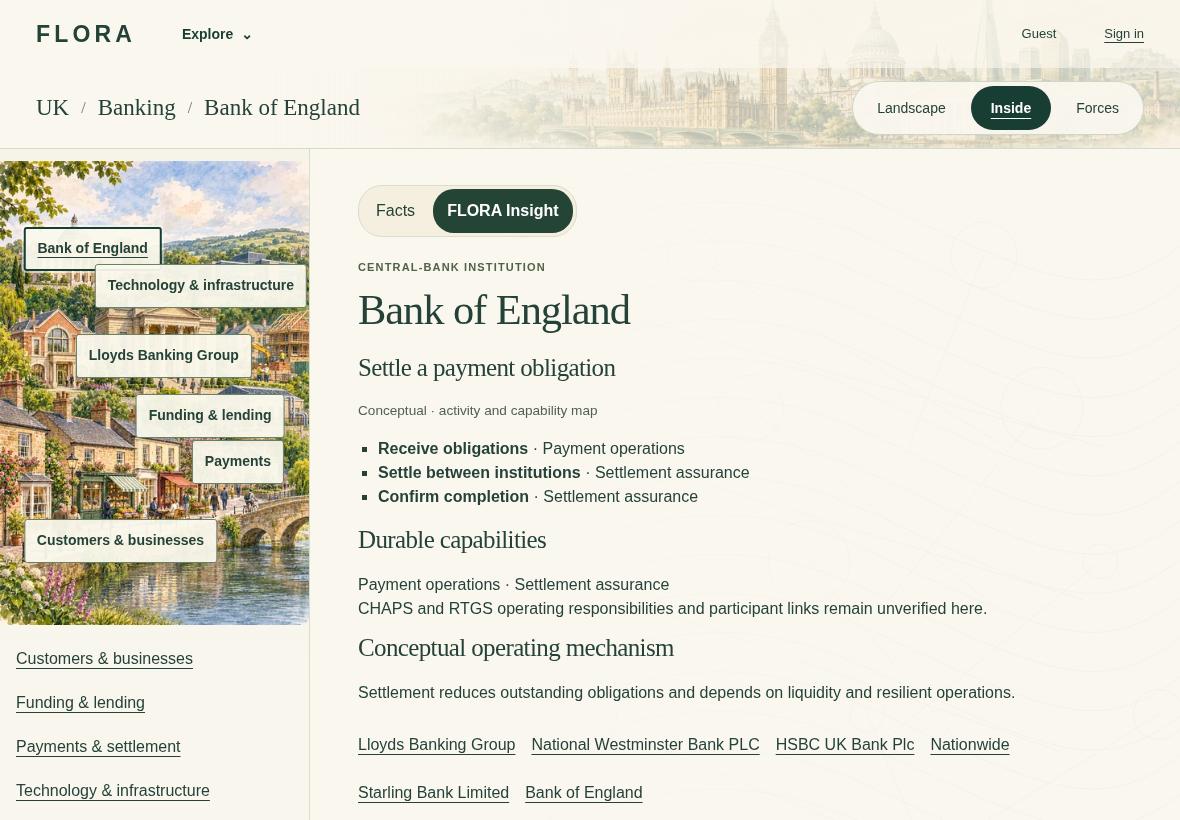 FLORA
Explore
Guest
Sign in
UK / Banking / Bank of England
Landscape
Inside
Forces
Bank of England
Technology & infrastructure
Lloyds Banking Group
Funding & lending
Payments
Customers & businesses
Customers & businesses
Funding & lending
Payments & settlement
Technology & infrastructure
Facts
FLORA Insight
CENTRAL-BANK INSTITUTION
Bank of England
Settle a payment obligation
Conceptual · activity and capability map
Receive obligations · Payment operations
Settle between institutions · Settlement assurance
Confirm completion · Settlement assurance
Durable capabilities
Payment operations · Settlement assurance
CHAPS and RTGS operating responsibilities and participant links remain unverified here.
Conceptual operating mechanism
Settlement reduces outstanding obligations and depends on liquidity and resilient operations.
Lloyds Banking Group National Westminster Bank PLC HSBC UK Bank Plc Nationwide
Starling Bank Limited Bank of England